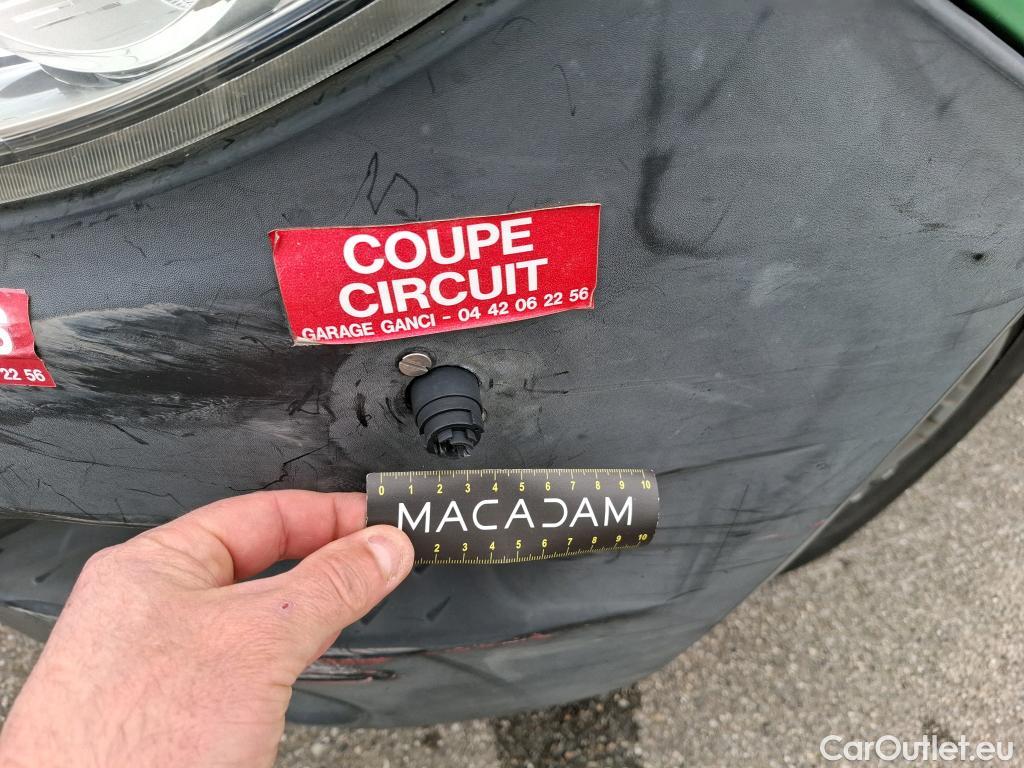 COUPE
CIRCUIT
GARAGE GANCI - 04 42 06 22 56
S
22 56
0 1 2 3 4 5 6 7 8 9 10
MACADAM
2 3 4 5 6 7 8 9 10
CarOutlet.eu